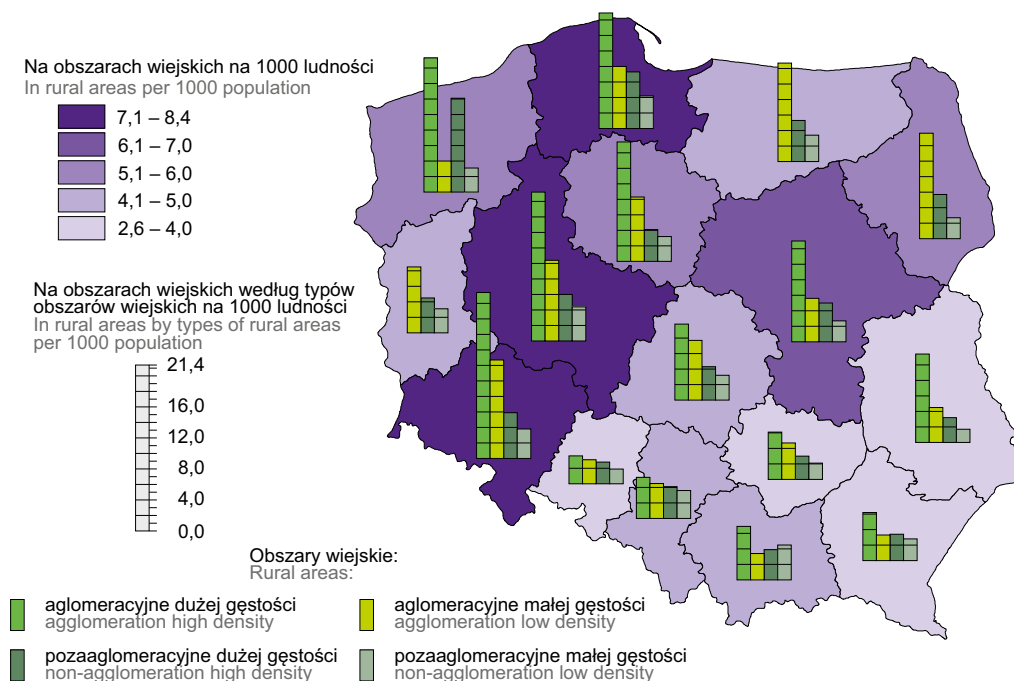 Na obszarach wiejskich na 1000 ludności
In rural areas per 1000 population
7,1 – 8,4
6,1 – 7,0
5,1 – 6,0
4,1 – 5,0
2,6 – 4,0
Na obszarach wiejskich według typów
obszarów wiejskich na 1000 ludności
In rural areas by types of rural areas
per 1000 population
21,4
16,0
12,0
8,0
4,0
0,0
Obszary wiejskie:
Rural areas:
aglomeracyjne dużej gęstości
agglomeration high density
aglomeracyjne małej gęstości
agglomeration low density
pozaaglomeracyjne dużej gęstości
non-agglomeration high density
pozaaglomeracyjne małej gęstości
non-agglomeration low density